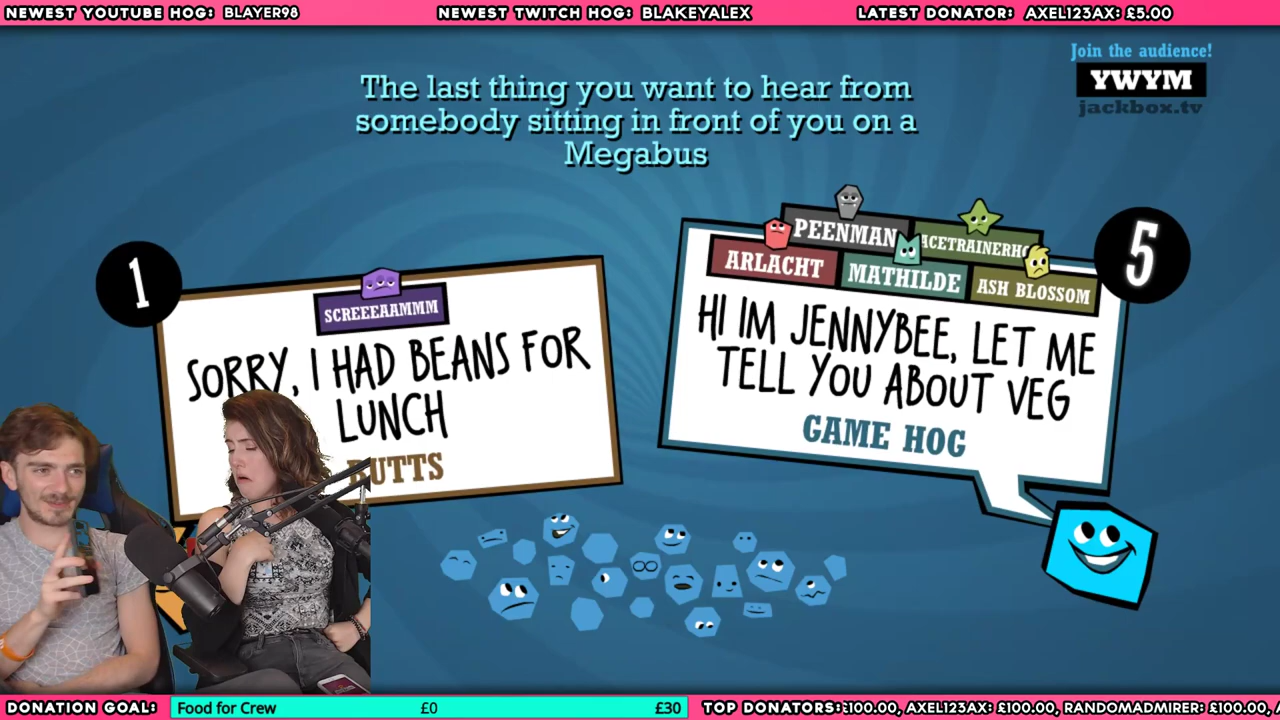 NEWEST YOUTUBE HOG: BLAYER98
NEWEST TWITCH HOG: BLAKEYALEX
LATEST DONATOR: AXEL123AX: £5.00
Join the audience!
YWYM
jackbox.tv
The last thing you want to hear from
somebody sitting in front of you on a
Megabus
1
SCREEEAAMMM
SORRY, I HAD BEANS FOR
LUNCH
BUTTS
5
PEENMAN
ACETRAINERHO
ARLACHT
MATHILDE
ASH BLOSSOM
HI IM JENNYBEE, LET ME
TELL YOU ABOUT VEG
GAME HOG
DONATION GOAL:
Food for Crew £0 £30
TOP DONATORS: £100.00, AXEL123AX: £100.00, RANDOMADMIRER: £100.00,